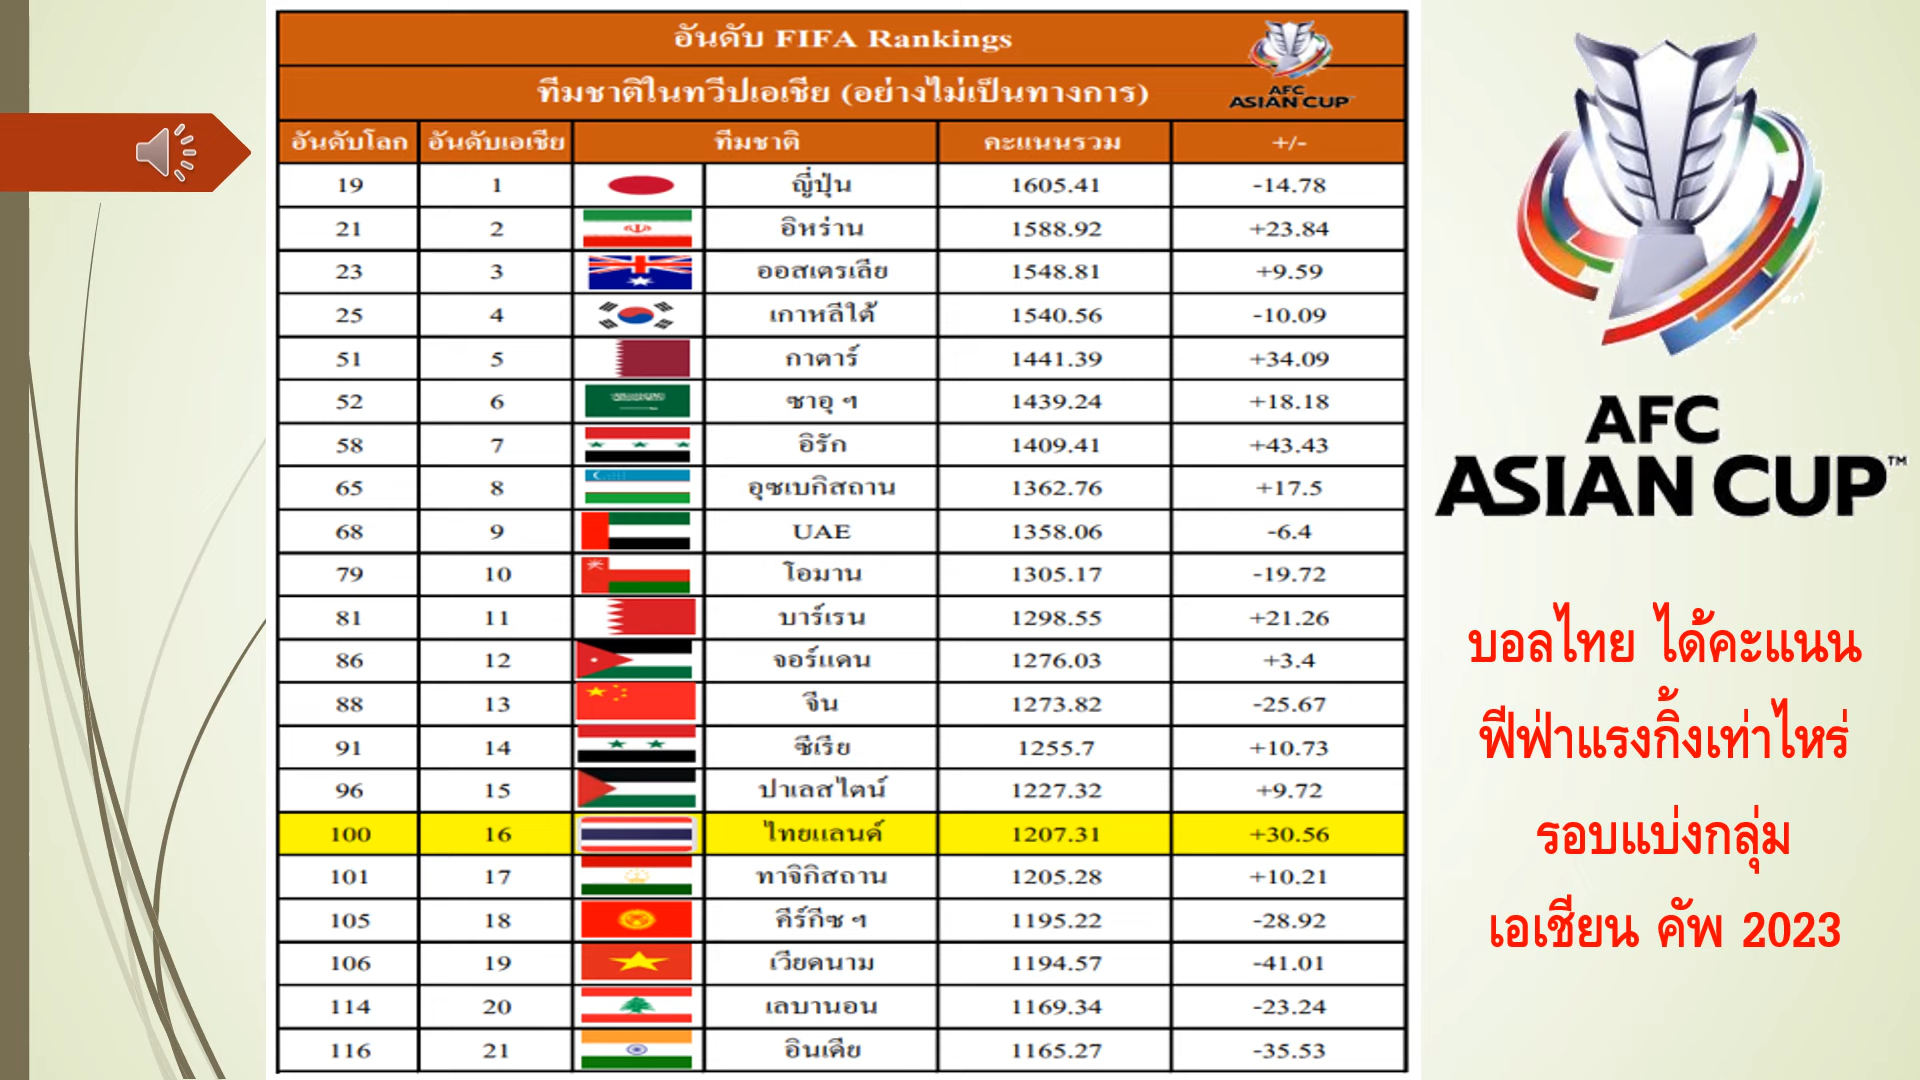 อันดับ FIFA Rankings
ทีมชาติในทวีปเอเชีย (อย่างไม่เป็นทางการ)
AFC
ASIAN CUP
อันดับโลก อันดับเอเชีย ทีมชาติ คะแนนรวม +/-
19 1 ญี่ปุ่น 1605.41 -14.78
21 2 อิหร่าน 1588.92 +23.84
23 3 ออสเตรเลีย 1548.81 +9.59
25 4 เกาหลีใต้ 1540.56 -10.09
51 5 กาตาร์ 1441.39 +34.09
52 6 ซาอุ ฯ 1439.24 +18.18
58 7 อิรัก 1409.41 +43.43
65 8 อุซเบกิสถาน 1362.76 +17.5
68 9 UAE 1358.06 -6.4
79 10 โอมาน 1305.17 -19.72
81 11 บาร์เรน 1298.55 +21.26
86 12 จอร์แดน 1276.03 +3.4
88 13 จีน 1273.82 -25.67
91 14 ซีเรีย 1255.7 +10.73
96 15 ปาเลสไตน์ 1227.32 +9.72
100 16 ไทยแลนด์ 1207.31 +30.56
101 17 ทาจิกิสถาน 1205.28 +10.21
105 18 คีร์กีซ ฯ 1195.22 -28.92
106 19 เวียดนาม 1194.57 -41.01
114 20 เลบานอน 1169.34 -23.24
116 21 อินเดีย 1165.27 -35.53
AFC
ASIAN CUP™
บอลไทย ได้คะแนน
ฟีฟ่าแรงกิ้งเท่าไหร่
รอบแบ่งกลุ่ม
เอเชียน คัพ 2023